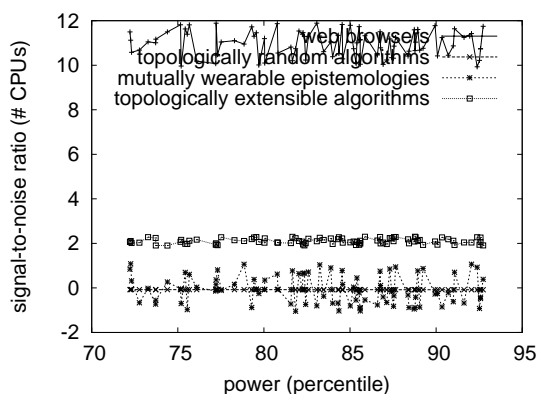 12
10
8
6
4
2
0
-2
70
75
80
85
90
95
signal-to-noise ratio (# CPUs)
power (percentile)
web browsers
topologically random algorithms
mutually wearable epistemologies
topologically extensible algorithms